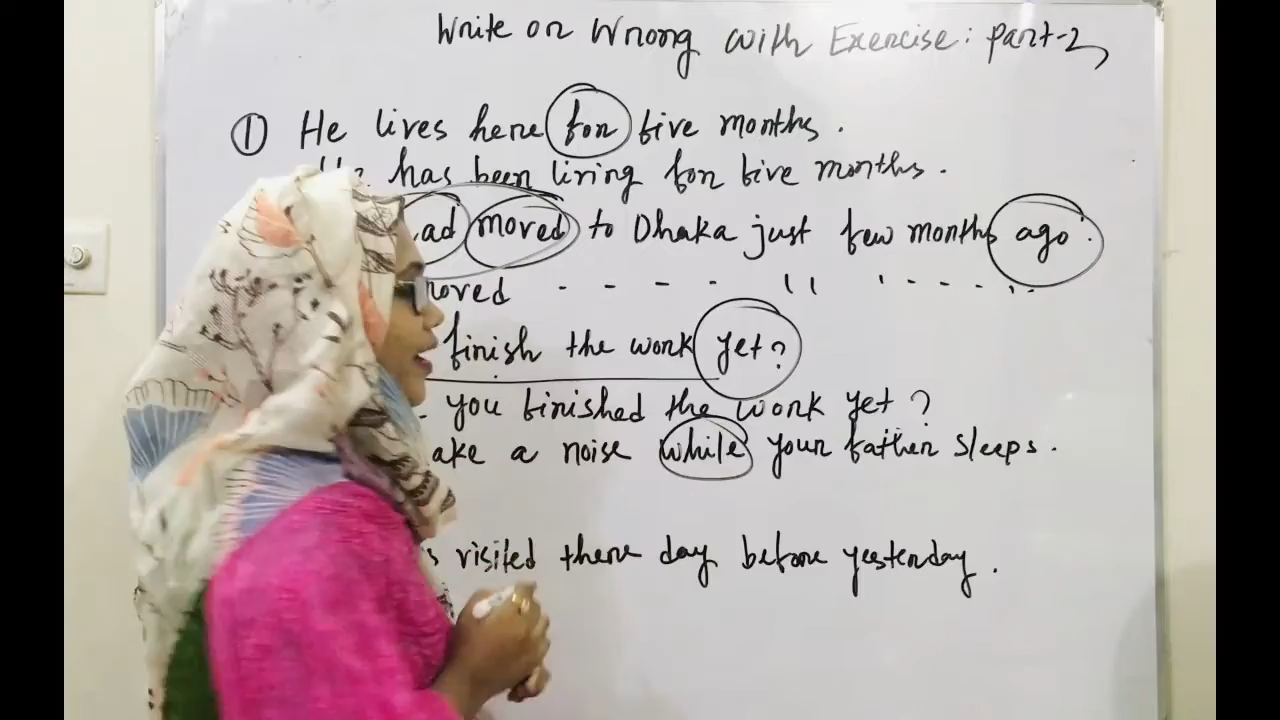 Write or Wrong with Exercise: part-2
① He lives here for five months.
has been living for five months.
ad moved to Dhaka just few months ago.
oved - - - - " ' - - - "
finish the work yet?
you finished the work yet?
ake a noise while your father sleeps.
s visited there day before yesterday.